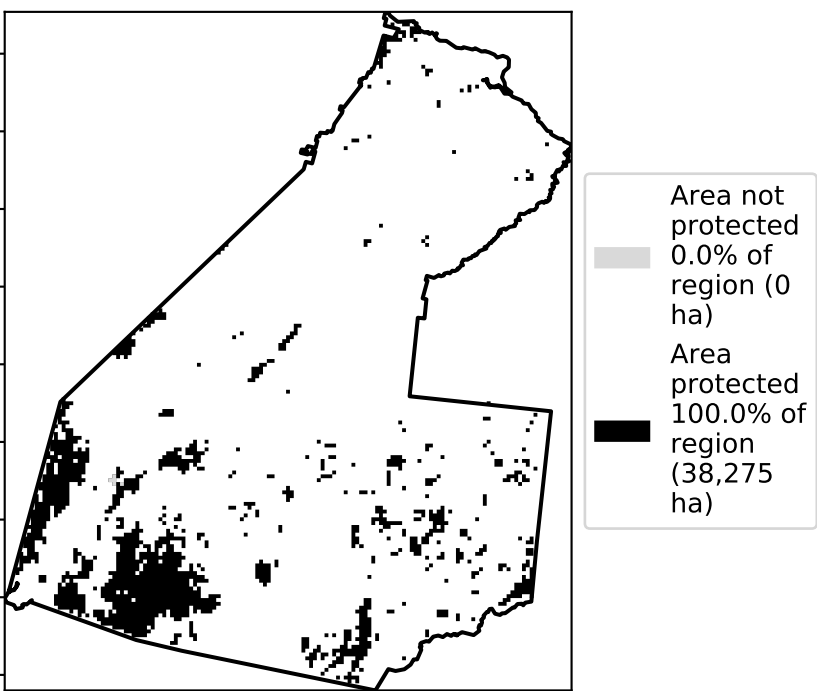 Area not
protected
0.0% of
region (0
ha)
Area
protected
100.0% of
region
(38,275
ha)